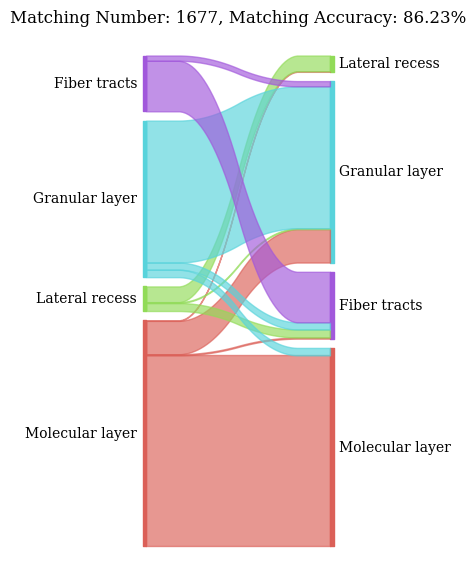 Matching Number: 1677, Matching Accuracy: 86.23%
Fiber tracts
Granular layer
Lateral recess
Molecular layer
Lateral recess
Granular layer
Fiber tracts
Molecular layer